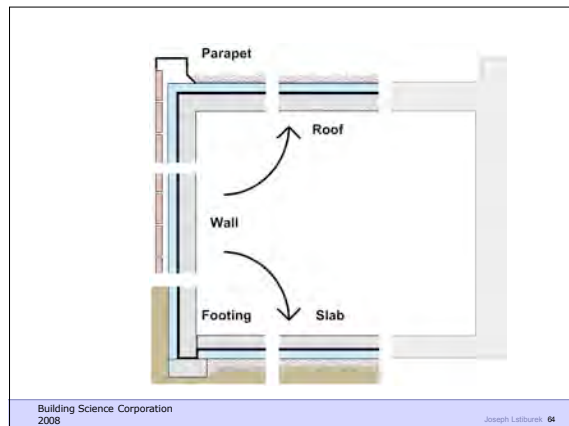 Parapet
Roof
Wall
Footing Slab
Building Science Corporation
2008
Joseph Lstiburek 64